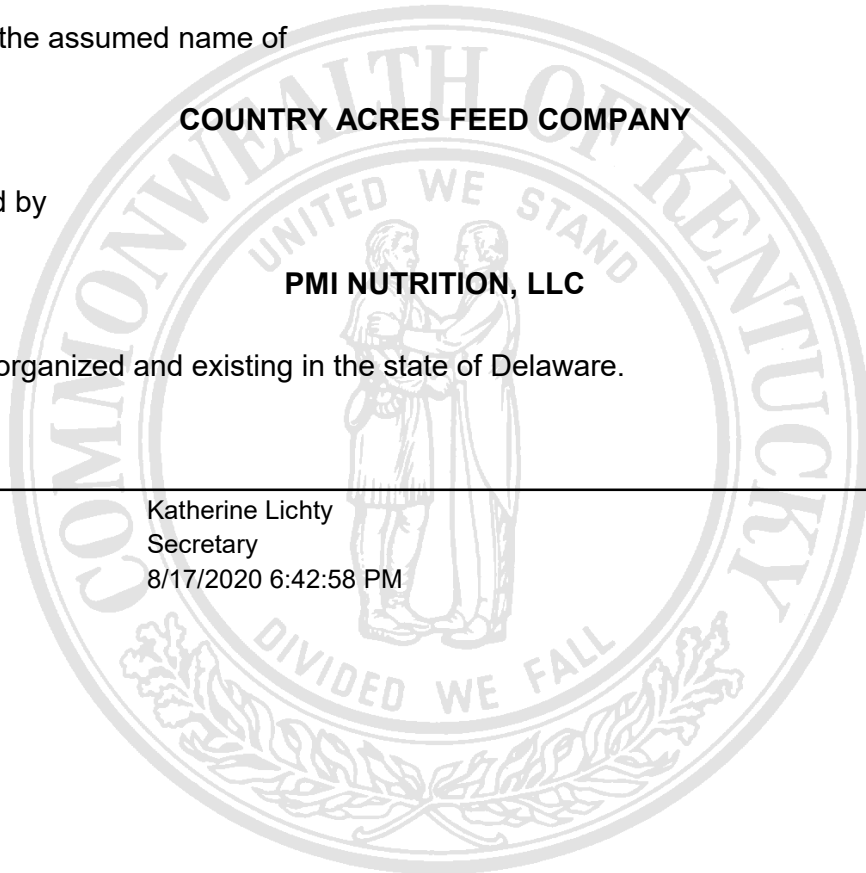 the assumed name of
COUNTRY ACRES FEED COMPANY
d by
PMI NUTRITION, LLC
organized and existing in the state of Delaware.
Katherine Lichty
Secretary
8/17/2020 6:42:58 PM
COMMONWEALTH OF KENTUCKY
UNITED WE STAND
DIVIDED WE FALL